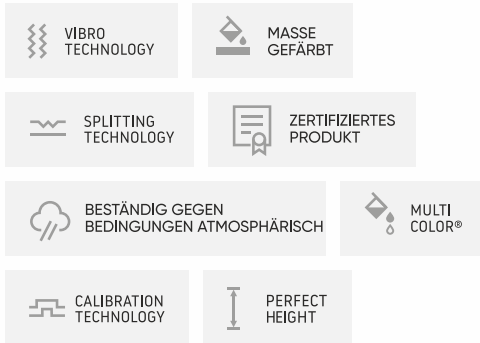 VIBRO
TECHNOLOGY
MASSE
GEFÄRBT
SPLITTING
TECHNOLOGY
ZERTIFIZIERTES
PRODUKT
BESTÄNDIG GEGEN
BEDINGUNGEN ATMOSPHÄRISCH
MULTI
COLOR®
CALIBRATION
TECHNOLOGY
PERFECT
HEIGHT